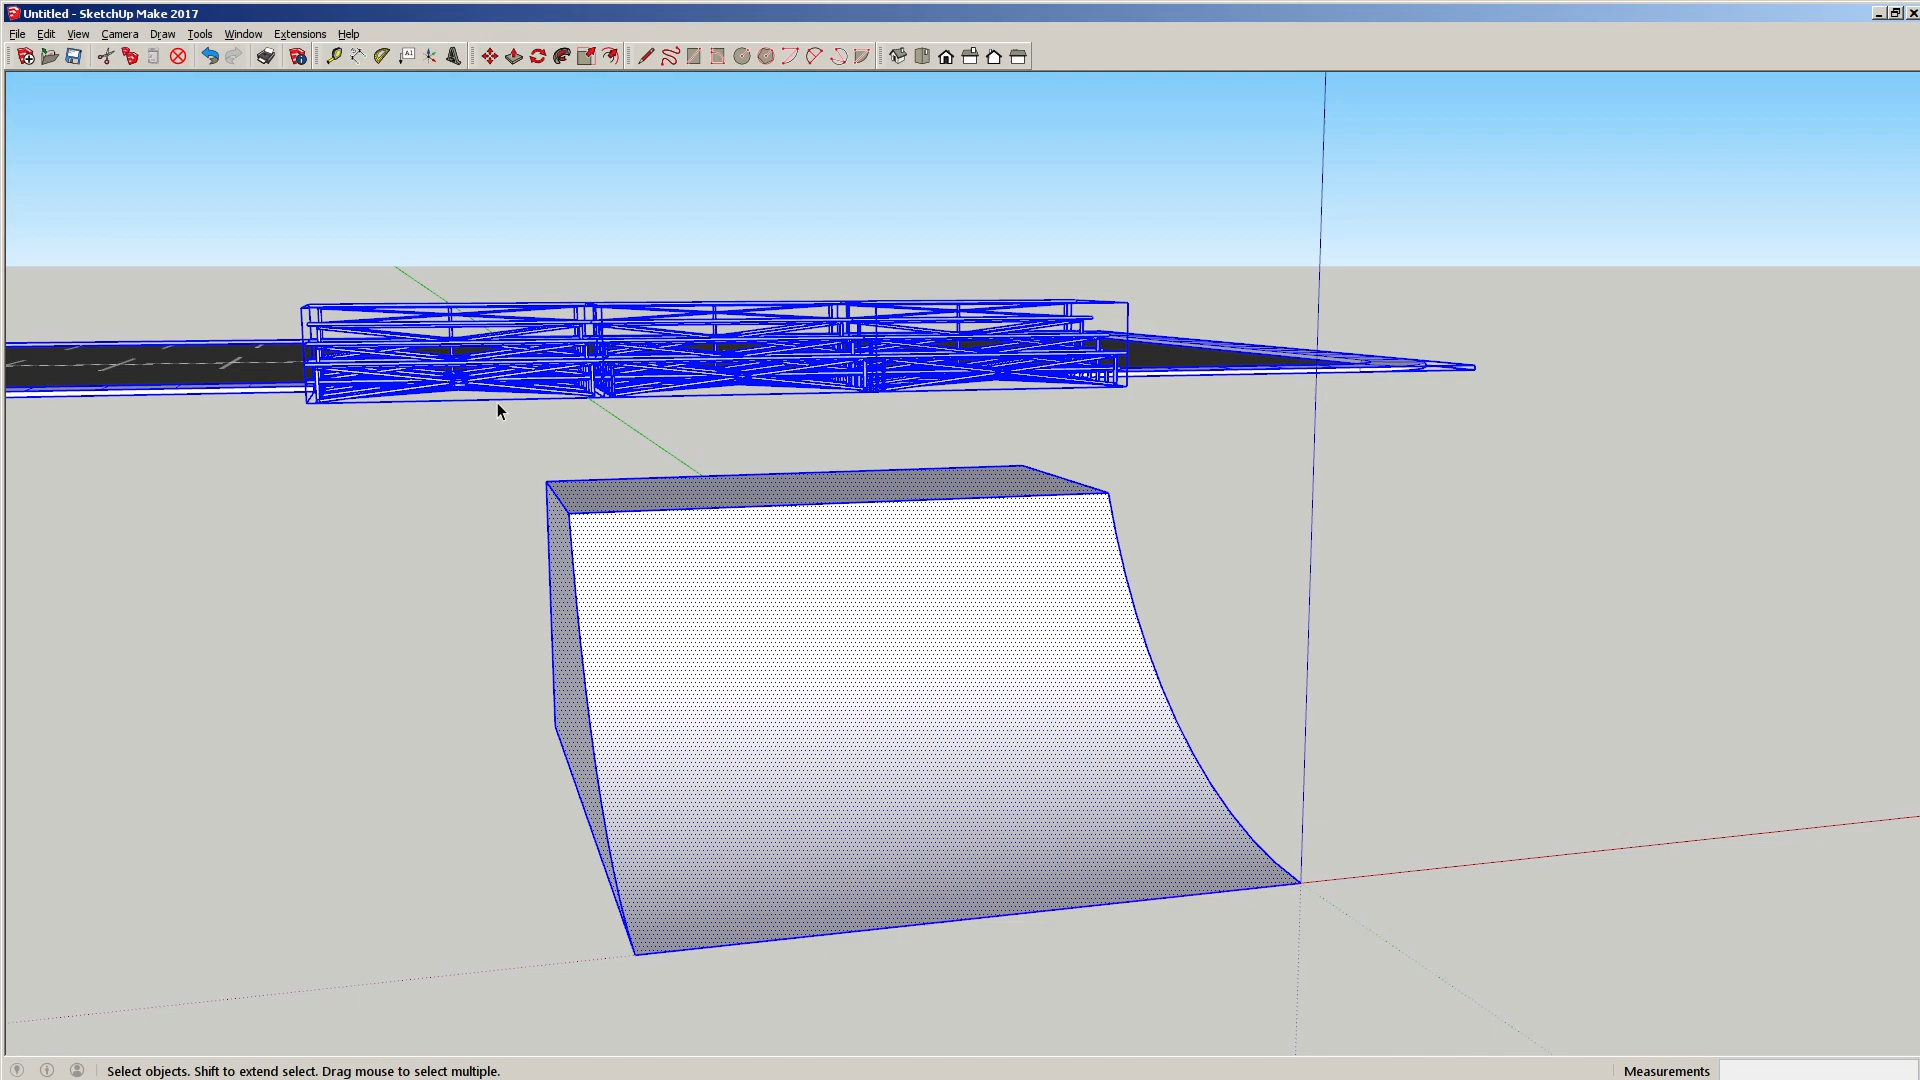 Untitled - SketchUp Make 2017
File Edit View Camera Draw Tools Window Extensions Help
A1
Select objects. Shift to extend select. Drag mouse to select multiple.
Measurements